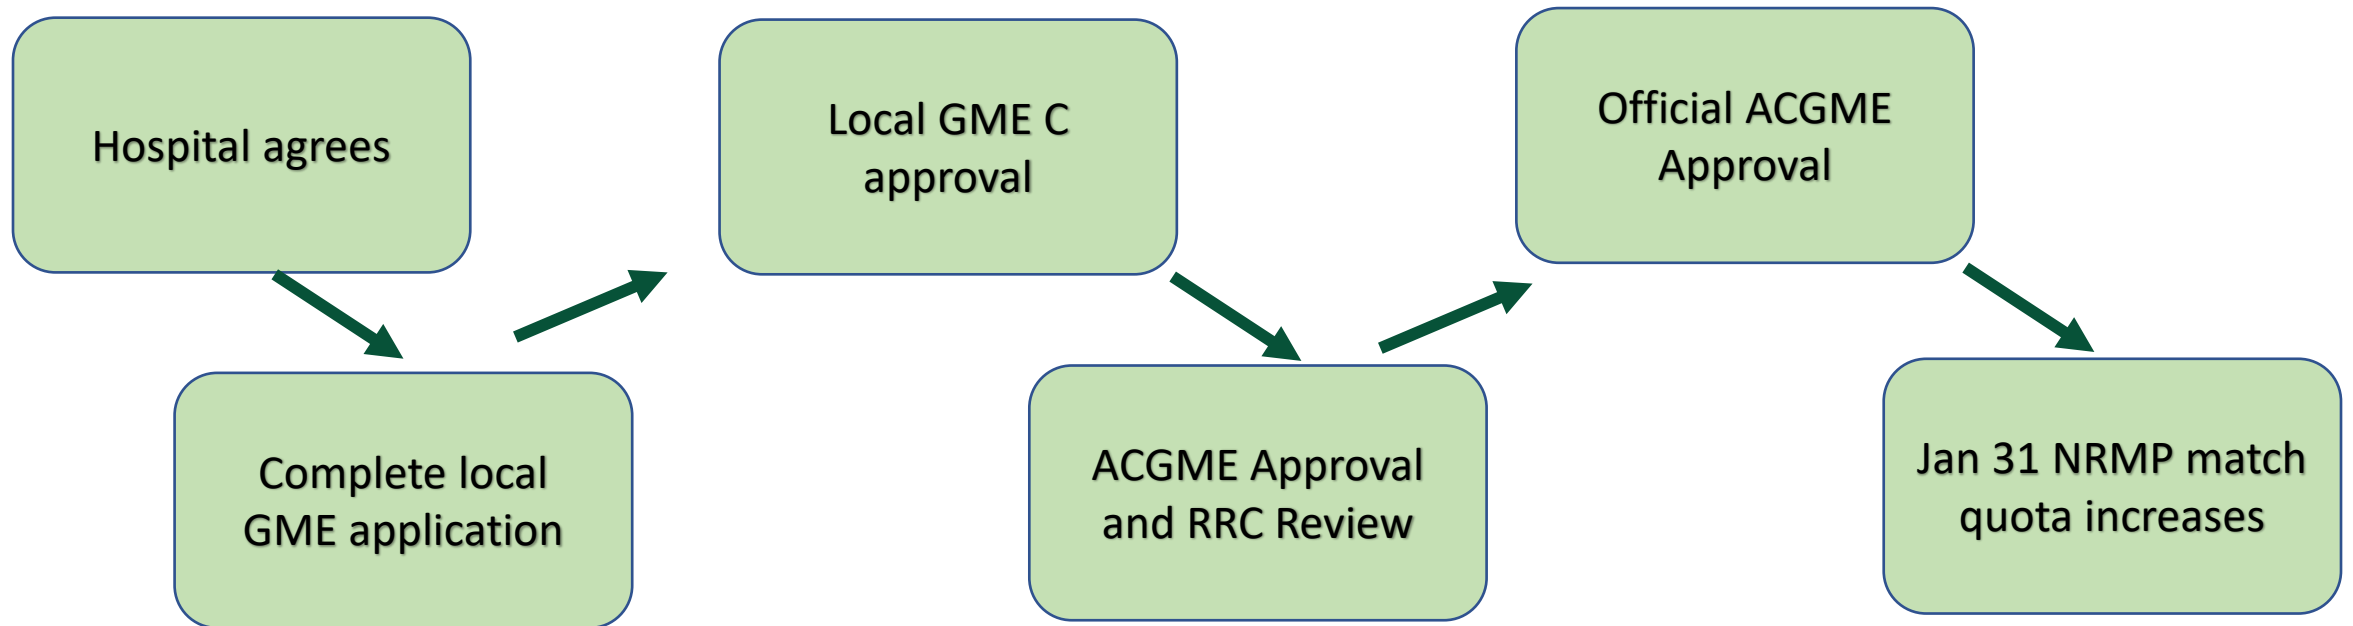 Hospital agrees
Complete local
GME application
Local GME C
approval
ACGME Approval
and RRC Review
Official ACGME
Approval
Jan 31 NRMP match
quota increases